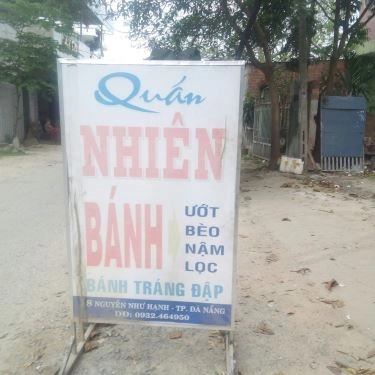 Quán
NHIÊN
BÁNH
ƯỚT
BÈO
NẬM
LỌC
BÁNH TRÁNG ĐẬP
8 NGUYỄN NHƯ HẠNH - TP. ĐÀ NẴNG
DĐ: 0932.464950